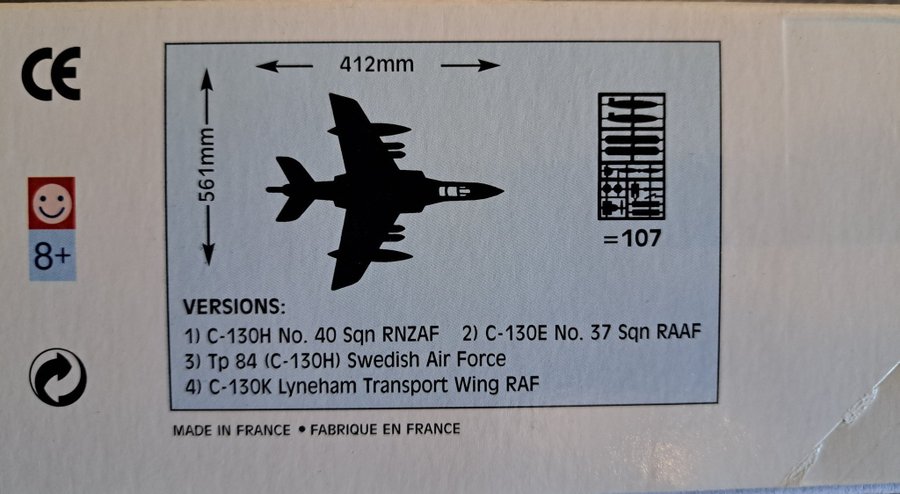 CE
412mm
561mm
=107
8+
VERSIONS:
1) C-130H No. 40 Sqn RNZAF 2) C-130E No. 37 Sqn RAAF
3) Tp 84 (C-130H) Swedish Air Force
4) C-130K Lyneham Transport Wing RAF
MADE IN FRANCE • FABRIQUE EN FRANCE